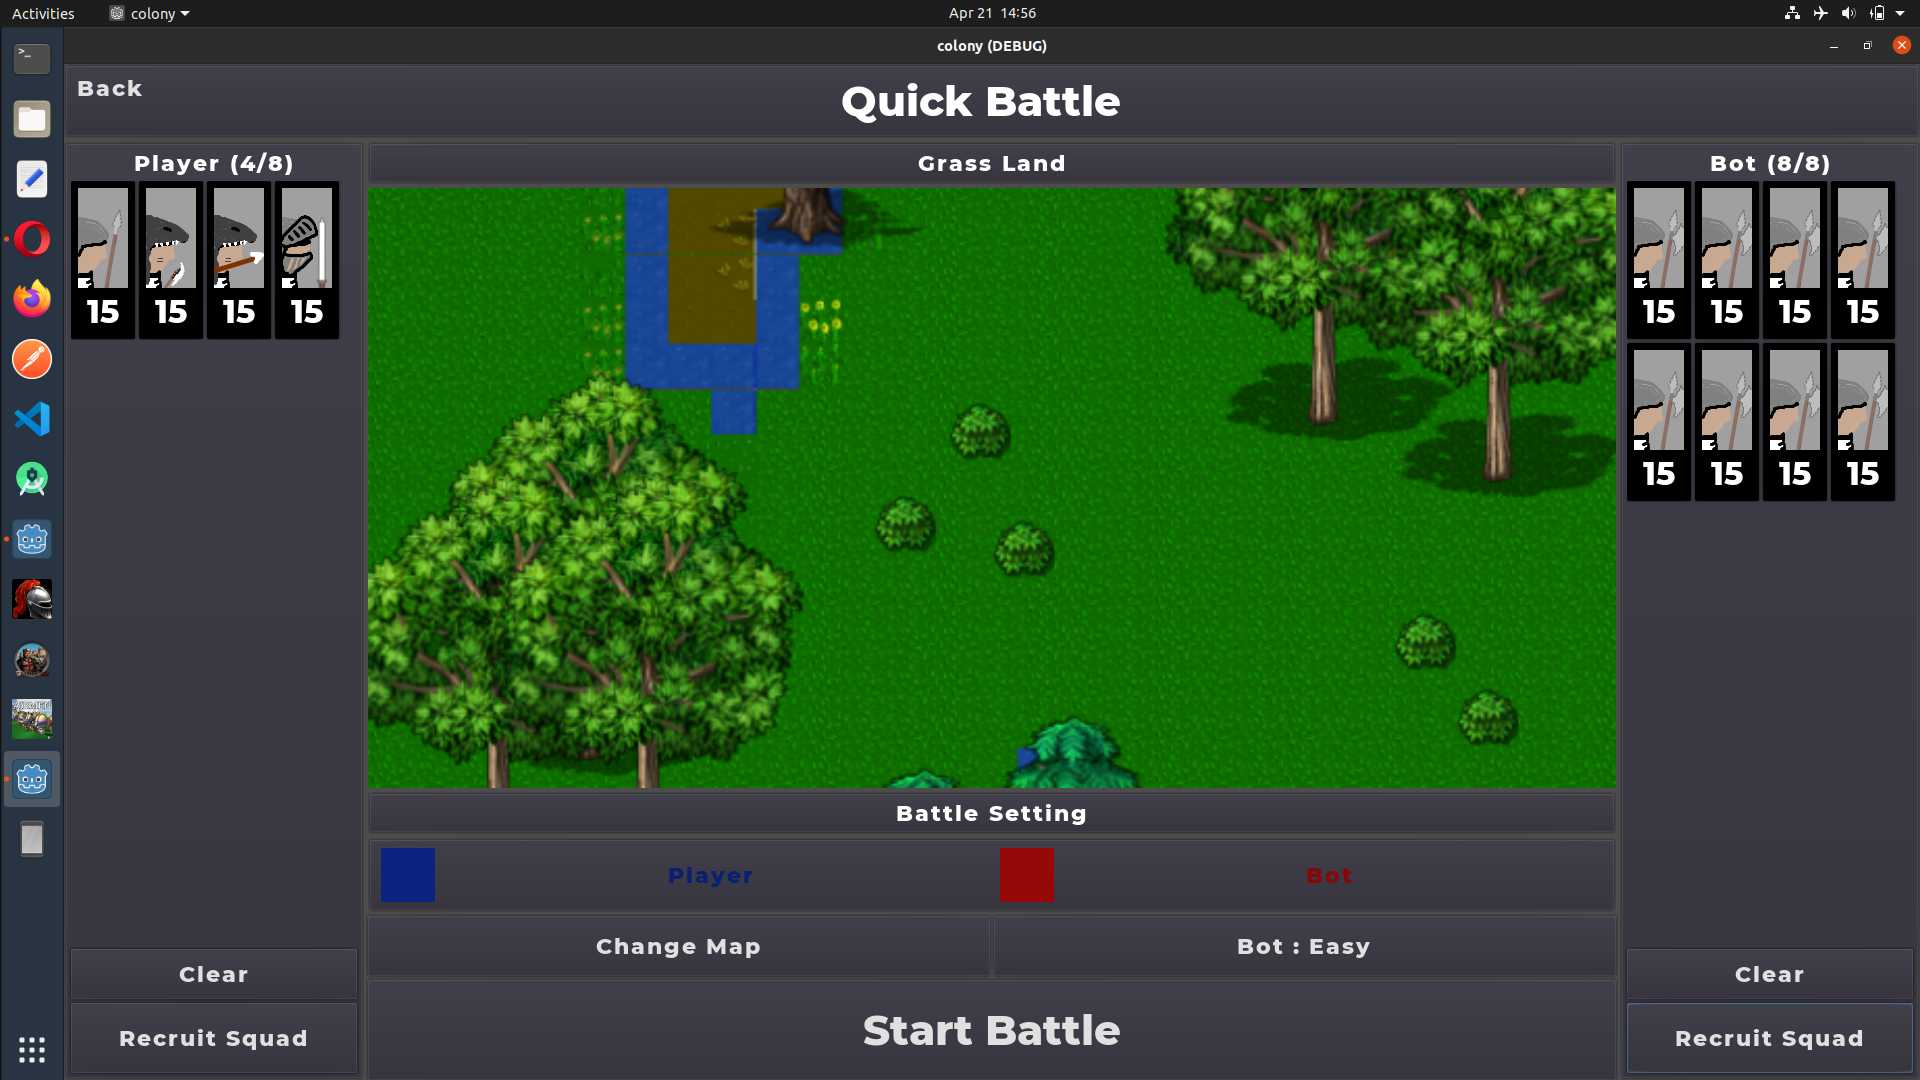 Activities
colony
Apr 21 14:56
colony (DEBUG)
Back
Quick Battle
Player (4/8)
15 15 15 15
Grass Land
Bot (8/8)
15 15 15 15
15 15 15 15
Battle Setting
Player
Bot
Change Map
Bot : Easy
Start Battle
Clear
Recruit Squad
Clear
Recruit Squad